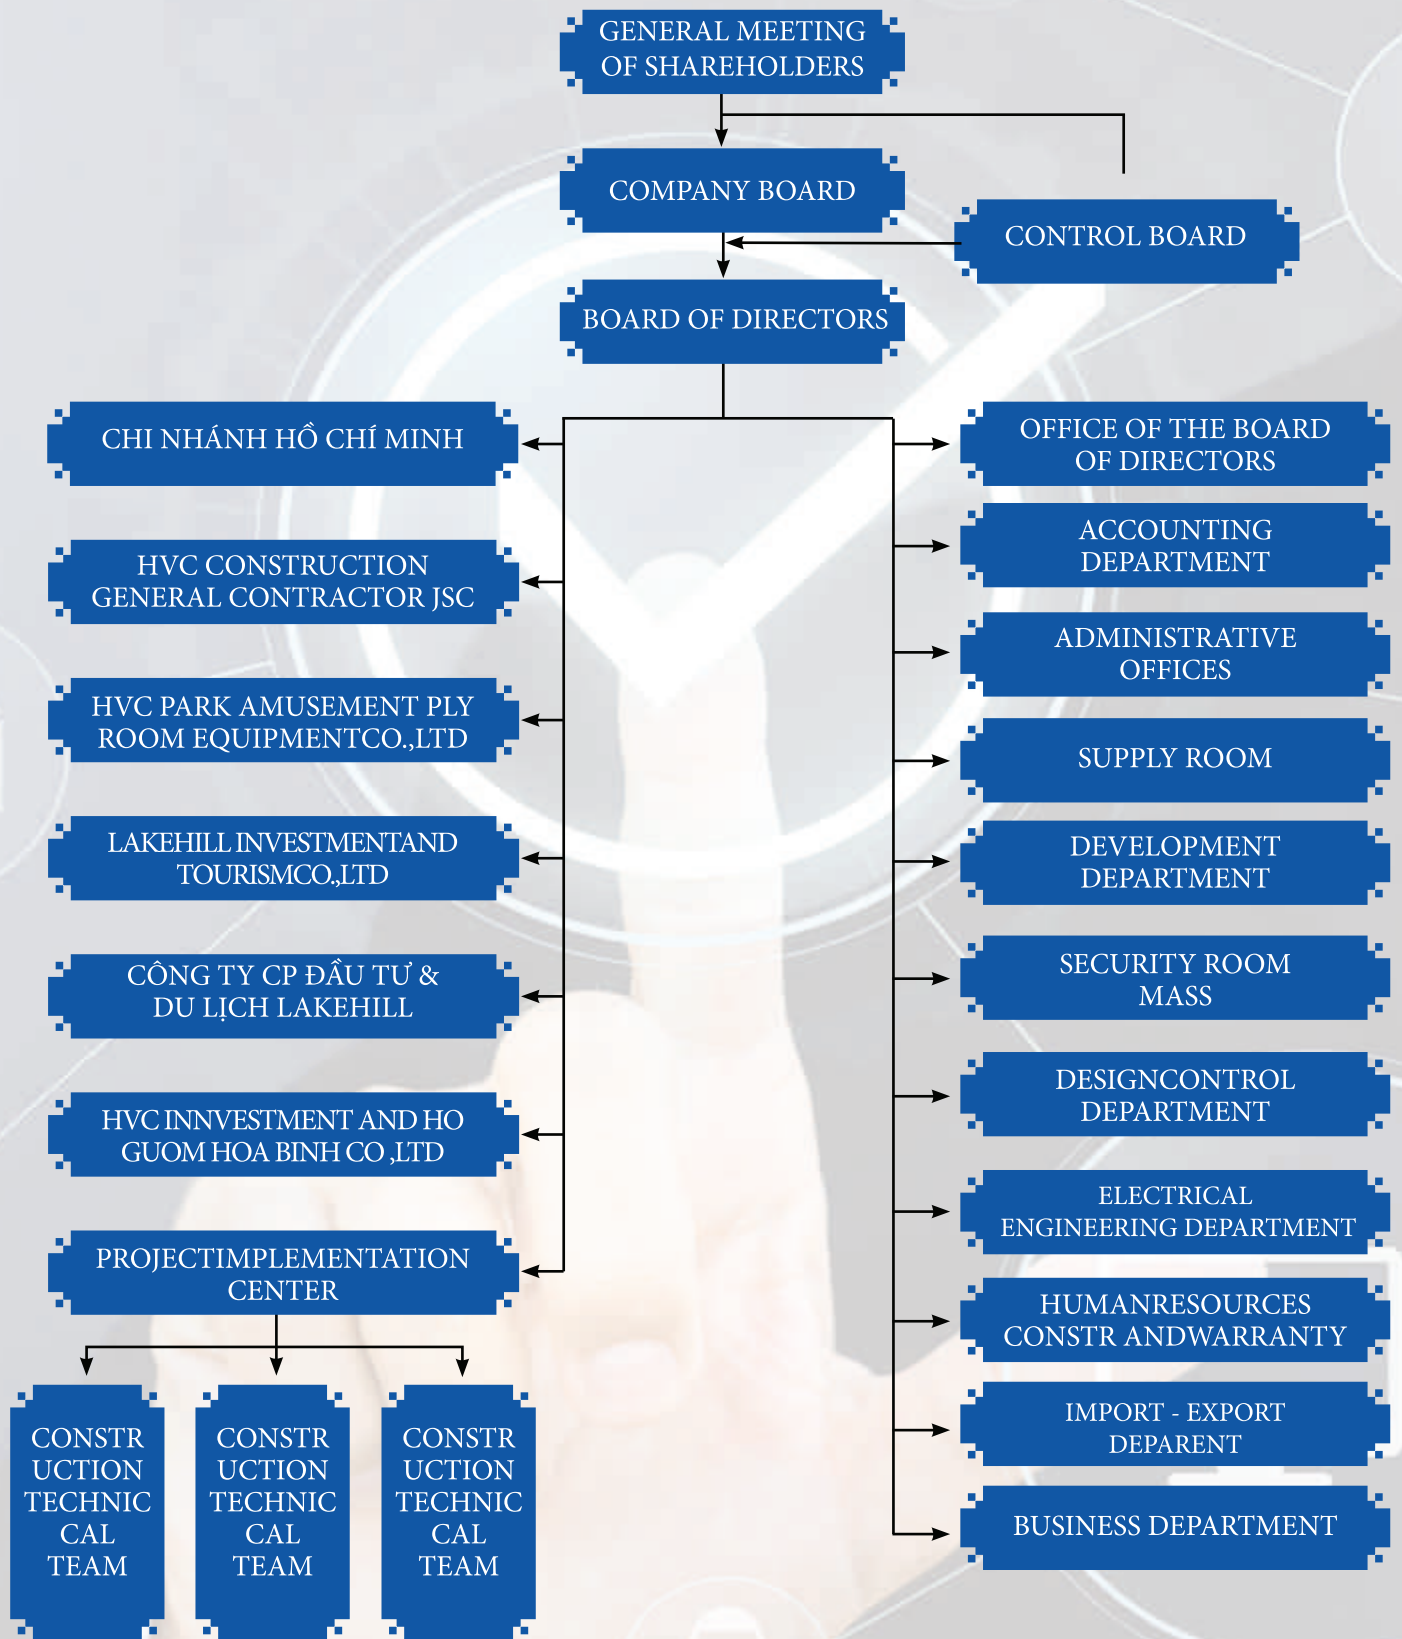 GENERAL MEETING
OF SHAREHOLDERS
COMPANY BOARD
CONTROL BOARD
BOARD OF DIRECTORS
CHI NHÁNH HỒ CHÍ MINH
HVC CONSTRUCTION
GENERAL CONTRACTOR JSC
HVC PARK AMUSEMENT PLY
ROOM EQUIPMENTCO.,LTD
LAKEHILL INVESTMENTAND
TOURISMCO.,LTD
CÔNG TY CP ĐẦU TƯ &
DU LỊCH LAKEHILL
HVC INNVESTMENT AND HO
GUOM HOA BINH CO ,LTD
PROJECTIMPLEMENTATION
CENTER
CONSTR
UCTION
TECHNIC
CAL
TEAM
CONSTR
UCTION
TECHNIC
CAL
TEAM
CONSTR
UCTION
TECHNIC
CAL
TEAM
OFFICE OF THE BOARD
OF DIRECTORS
ACCOUNTING
DEPARTMENT
ADMINISTRATIVE
OFFICES
SUPPLY ROOM
DEVELOPMENT
DEPARTMENT
SECURITY ROOM
MASS
DESIGNCONTROL
DEPARTMENT
ELECTRICAL
ENGINEERING DEPARTMENT
HUMANRESOURCES
CONSTR ANDWARRANTY
IMPORT - EXPORT
DEPARENT
BUSINESS DEPARTMENT